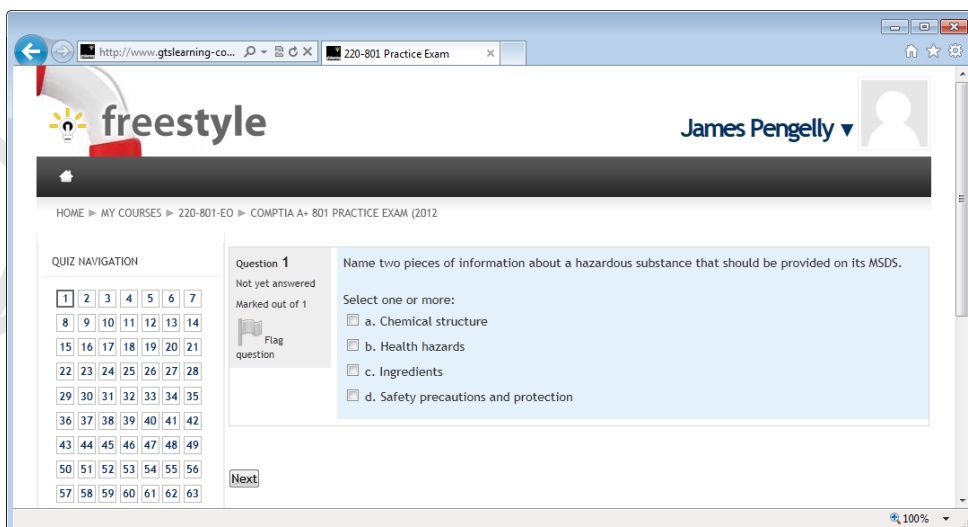 http://www.gtslearning-co...
220-801 Practice Exam
freestyle
James Pengelly
HOME ▶ MY COURSES ▶ 220-801-EO ▶ COMPTIA A+ 801 PRACTICE EXAM (2012
QUIZ NAVIGATION
1 2 3 4 5 6 7
8 9 10 11 12 13 14
15 16 17 18 19 20 21
22 23 24 25 26 27 28
29 30 31 32 33 34 35
36 37 38 39 40 41 42
43 44 45 46 47 48 49
50 51 52 53 54 55 56
57 58 59 60 61 62 63
Question 1
Not yet answered
Marked out of 1
Flag
question
Name two pieces of information about a hazardous substance that should be provided on its MSDS.
Select one or more:
a. Chemical structure
b. Health hazards
c. Ingredients
d. Safety precautions and protection
Next
100%